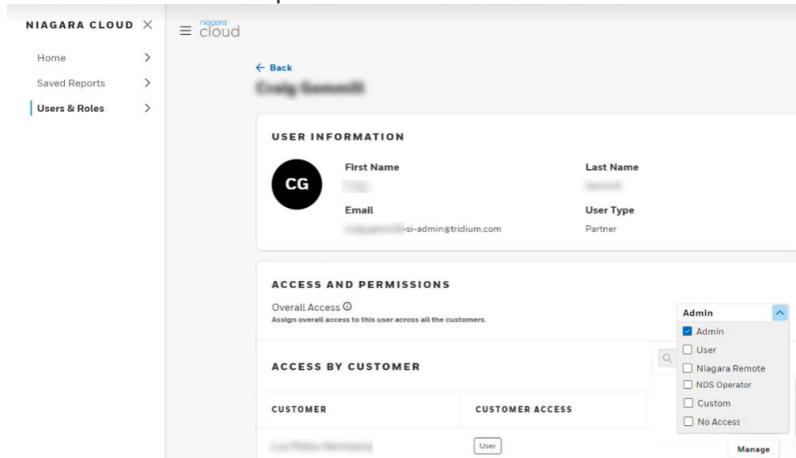 NIAGARA CLOUD
niagara cloud
Home
Saved Reports
Users & Roles
Back
USER INFORMATION
CG
First Name
Last Name
Email
User Type
-si-admin@tridium.com
Partner
ACCESS AND PERMISSIONS
Overall Access
Assign overall access to this user across all the customers.
Admin
Admin
User
Niagara Remote
NDS Operator
Custom
No Access
ACCESS BY CUSTOMER
CUSTOMER
CUSTOMER ACCESS
User
Manage